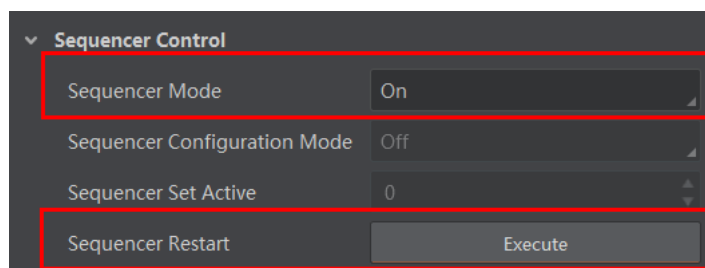 Sequencer Control
Sequencer Mode On
Sequencer Configuration Mode Off
Sequencer Set Active 0
Sequencer Restart Execute